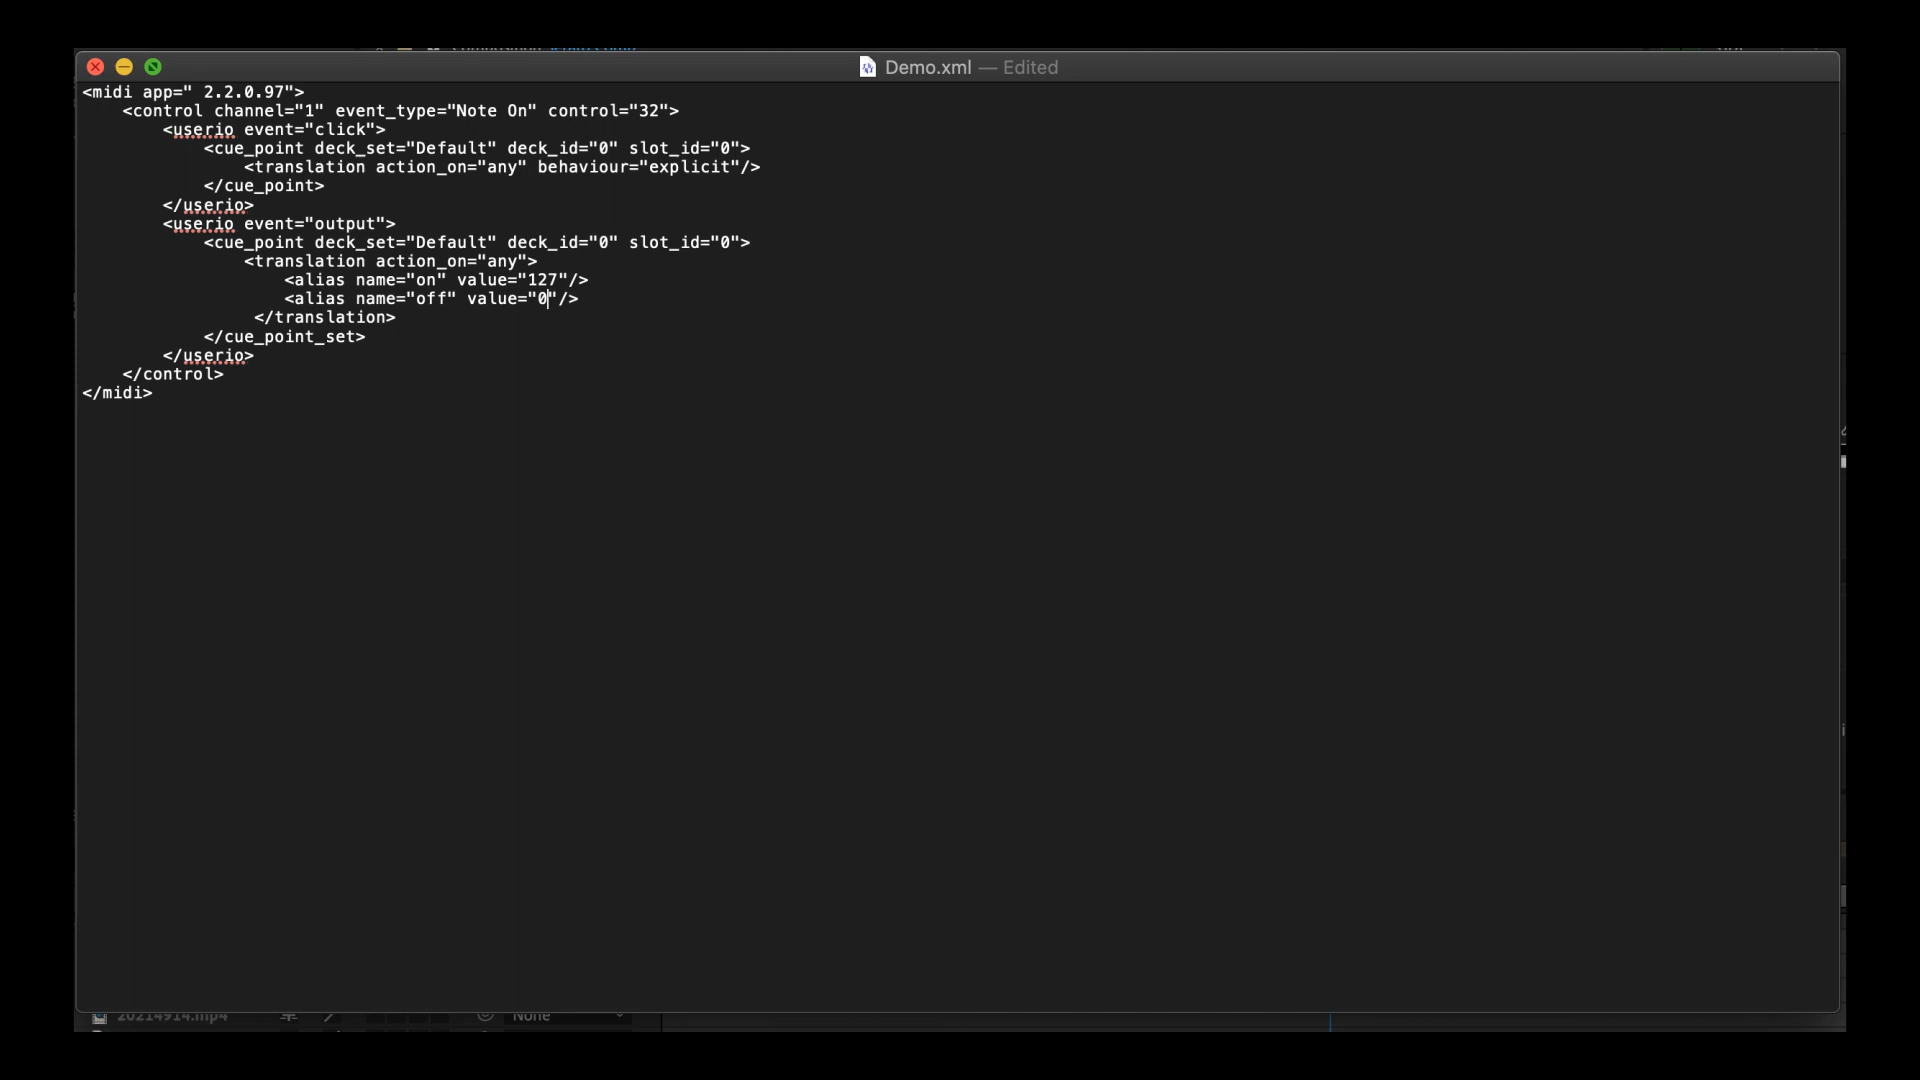 Demo.xml — Edited
<midi app=" 2.2.0.97">
    <control channel="1" event_type="Note On" control="32">
        <userio event="click">
            <cue_point deck_set="Default" deck_id="0" slot_id="0">
                <translation action_on="any" behaviour="explicit"/>
            </cue_point>
        </userio>
        <userio event="output">
            <cue_point deck_set="Default" deck_id="0" slot_id="0">
                <translation action_on="any">
                    <alias name="on" value="127"/>
                    <alias name="off" value="0"/>
                 </translation>
            </cue_point_set>
        </userio>
    </control>
</midi>
20214914.mp4 None